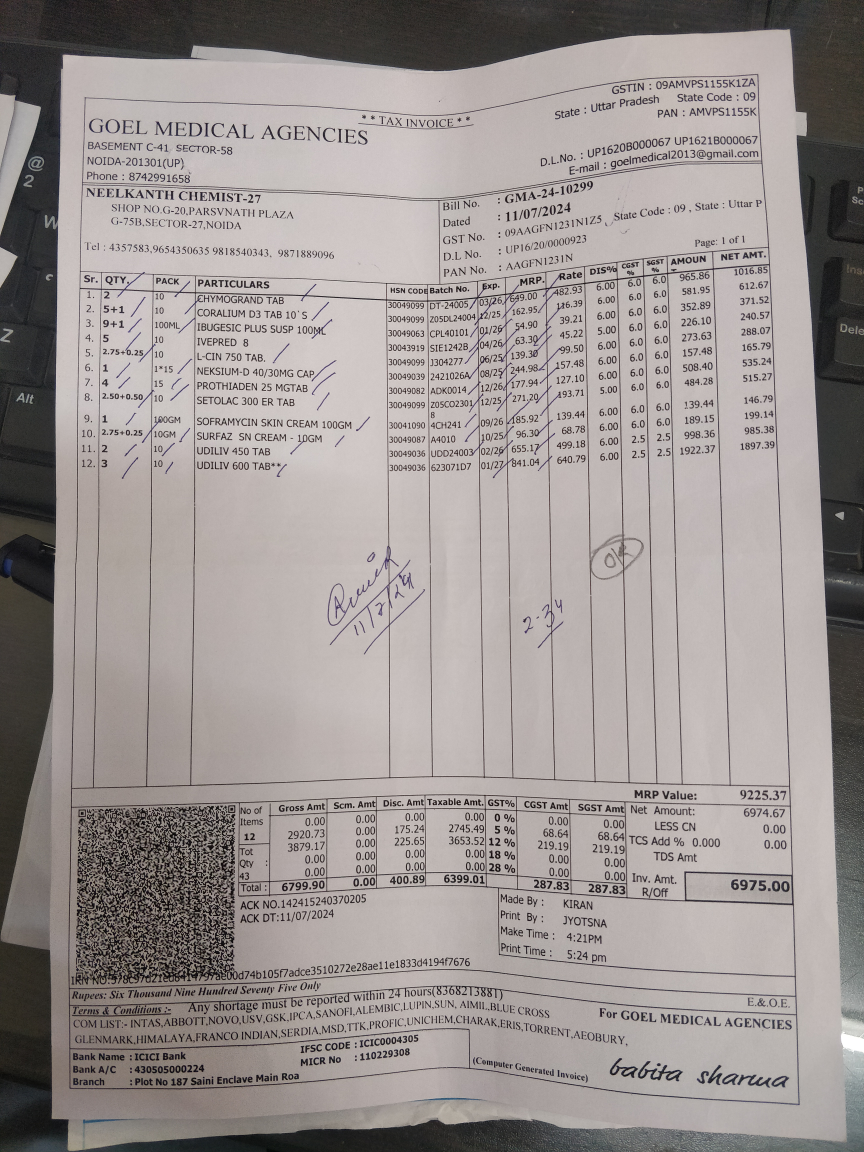 ** TAX INVOICE **
GSTIN : 09AMVPS1155K1ZA
State : Uttar Pradesh State Code : 09
PAN : AMVPS1155K
GOEL MEDICAL AGENCIES
BASEMENT C-41 SECTOR-58
NOIDA-201301(UP)
Phone : 8742991658
D.L.No. : UP1620B000067 UP1621B000067
E-mail : goelmedical2013@gmail.com
NEELKANTH CHEMIST-27
SHOP NO.G-20,PARSVNATH PLAZA
G-75B,SECTOR-27,NOIDA
Tel : 4357583,9654350635 9818540343, 9871889096
Bill No. : GMA-24-10299
Dated : 11/07/2024
GST No. : 09AAGFN1231N1Z5, State Code : 09 , State : Uttar P
D.L No. : UP16/20/0000923
PAN No. : AAGFN1231N
Page: 1 of 1
Sr. QTY. PACK PARTICULARS HSN CODE Batch No. Exp. MRP. Rate DIS% CGST % SGST % AMOUN NET AMT.
1. 2 10 CHYMOGRAND TAB 30049099 DT-24005 03/26 649.00 482.93 6.00 6.0 6.0 965.86 1016.85
2. 5+1 10 CORALIUM D3 TAB 10`S 30049099 Z05DL24004 12/25 162.95 116.39 6.00 6.0 6.0 581.95 612.67
3. 9+1 100ML IBUGESIC PLUS SUSP 100ML 30049063 CPL40101 01/26 54.90 39.21 6.00 6.0 6.0 352.89 371.52
4. 5 10 IVEPRED 8 30043919 SIE1242B 04/26 63.30 45.22 5.00 6.0 6.0 226.10 240.57
5. 2.75+0.25 10 L-CIN 750 TAB. 30049099 J304277 06/25 139.30 99.50 6.00 6.0 6.0 273.63 288.07
6. 1 1*15 NEKSIUM-D 40/30MG CAP 30049039 2421026A 08/25 244.98 157.48 6.00 6.0 6.0 157.48 165.79
7. 4 15 PROTHIADEN 25 MGTAB 30049082 ADK0014 12/26 177.94 127.10 6.00 6.0 6.0 508.40 535.24
8. 2.50+0.50 10 SETOLAC 300 ER TAB 30049099 Z05CO2301 12/25 271.20 193.71 5.00 6.0 6.0 484.28 515.27
8
9. 1 100GM SOFRAMYCIN SKIN CREAM 100GM 30041090 4CH241 09/26 185.92 139.44 6.00 6.0 6.0 139.44 146.79
10. 2.75+0.25 10GM SURFAZ SN CREAM - 10GM 30049087 A4010 10/25 96.30 68.78 6.00 6.0 6.0 189.15 199.14
11. 2 10 UDILIV 450 TAB 30049036 UDD24003 02/26 655.17 499.18 6.00 2.5 2.5 998.36 985.38
12. 3 10 UDILIV 600 TAB** 30049036 623071D7 01/27 841.04 640.79 6.00 2.5 2.5 1922.37 1897.39
11/7/24
2-34
MRP Value: 9225.37
No of Items Gross Amt Scm. Amt Disc. Amt Taxable Amt. GST% CGST Amt SGST Amt Net Amount: 6974.67
0.00 0.00 0.00 0.00 0 % 0.00 0.00 LESS CN 0.00
12 2920.73 0.00 175.24 2745.49 5 % 68.64 68.64 TCS Add % 0.000 0.00
Tot 3879.17 0.00 225.65 3653.52 12 % 219.19 219.19 TDS Amt
Qty : 0.00 0.00 0.00 0.00 18 % 0.00 0.00
43 0.00 0.00 0.00 0.00 28 % 0.00 0.00 Inv. Amt. 6975.00
Total : 6799.90 0.00 400.89 6399.01 287.83 287.83 R/Off
ACK NO.142415240370205
ACK DT:11/07/2024
Made By : KIRAN
Print By : JYOTSNA
Make Time : 4:21PM
Print Time : 5:24 pm
Rupees: Six Thousand Nine Hundred Seventy Five Only
E.&.O.E.
Terms & Conditions :- Any shortage must be reported within 24 hours(8368213881)
COM LIST:- INTAS,ABBOTT,NOVO,USV,GSK,IPCA,SANOFI,ALEMBIC,LUPIN,SUN, AIMIL,BLUE CROSS
GLENMARK,HIMALAYA,FRANCO INDIAN,SERDIA,MSD,TTK,PROFIC,UNICHEM,CHARAK,ERIS,TORRENT,AEOBURY,
For GOEL MEDICAL AGENCIES
Bank Name : ICICI Bank IFSC CODE : ICIC0004305
Bank A/C : 430505000224 MICR No : 110229308
Branch : Plot No 187 Saini Enclave Main Roa
(Computer Generated Invoice)
babita sharma